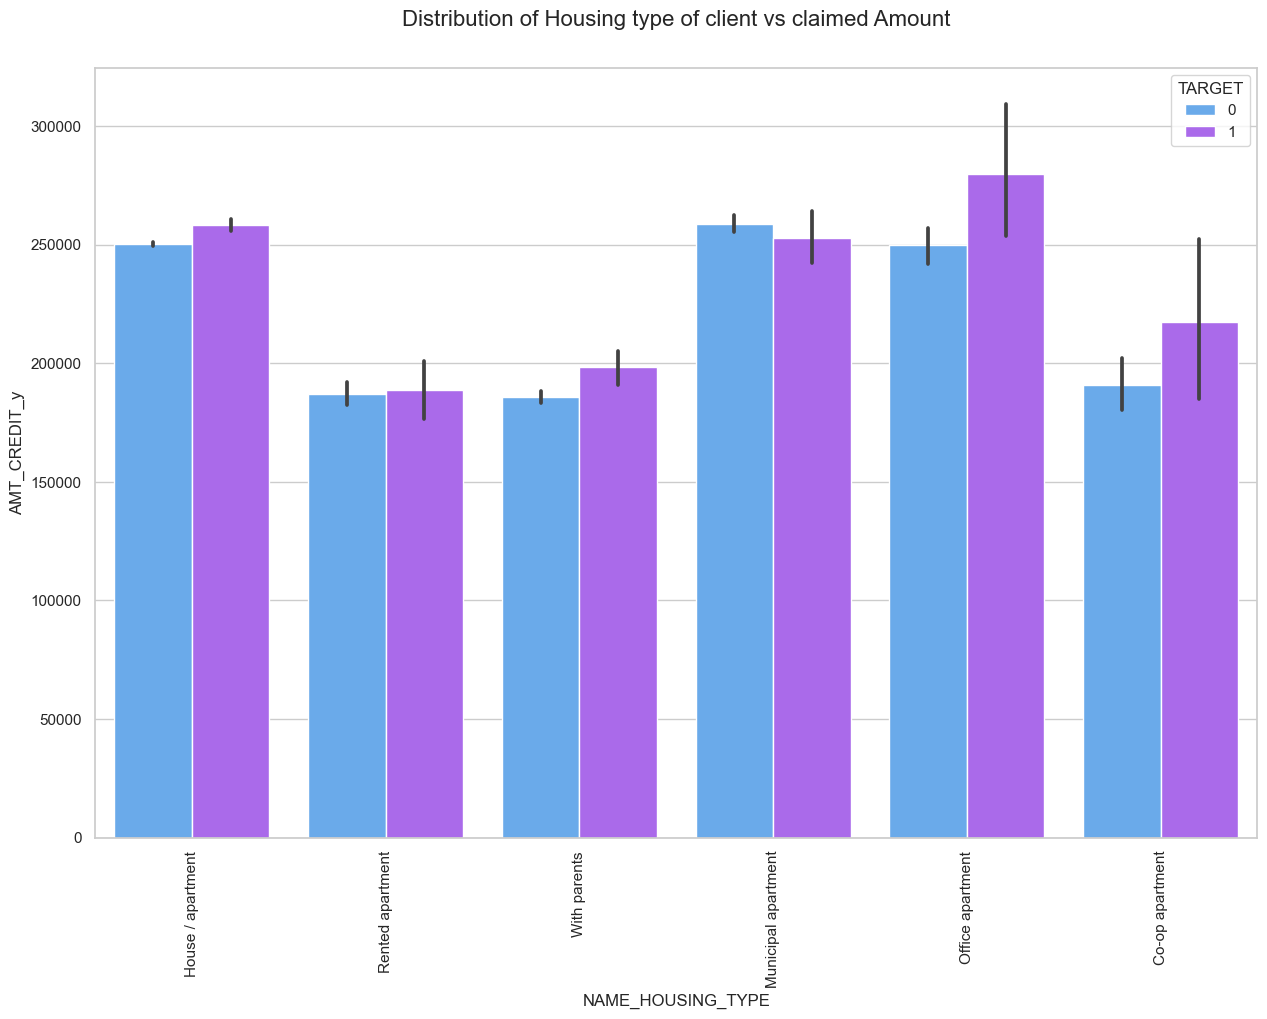 Distribution of Housing type of client vs claimed Amount
TARGET
0
1
300000
250000
200000
150000
100000
50000
0
AMT_CREDIT_y
House / apartment
Rented apartment
With parents
Municipal apartment
Office apartment
Co-op apartment
NAME_HOUSING_TYPE